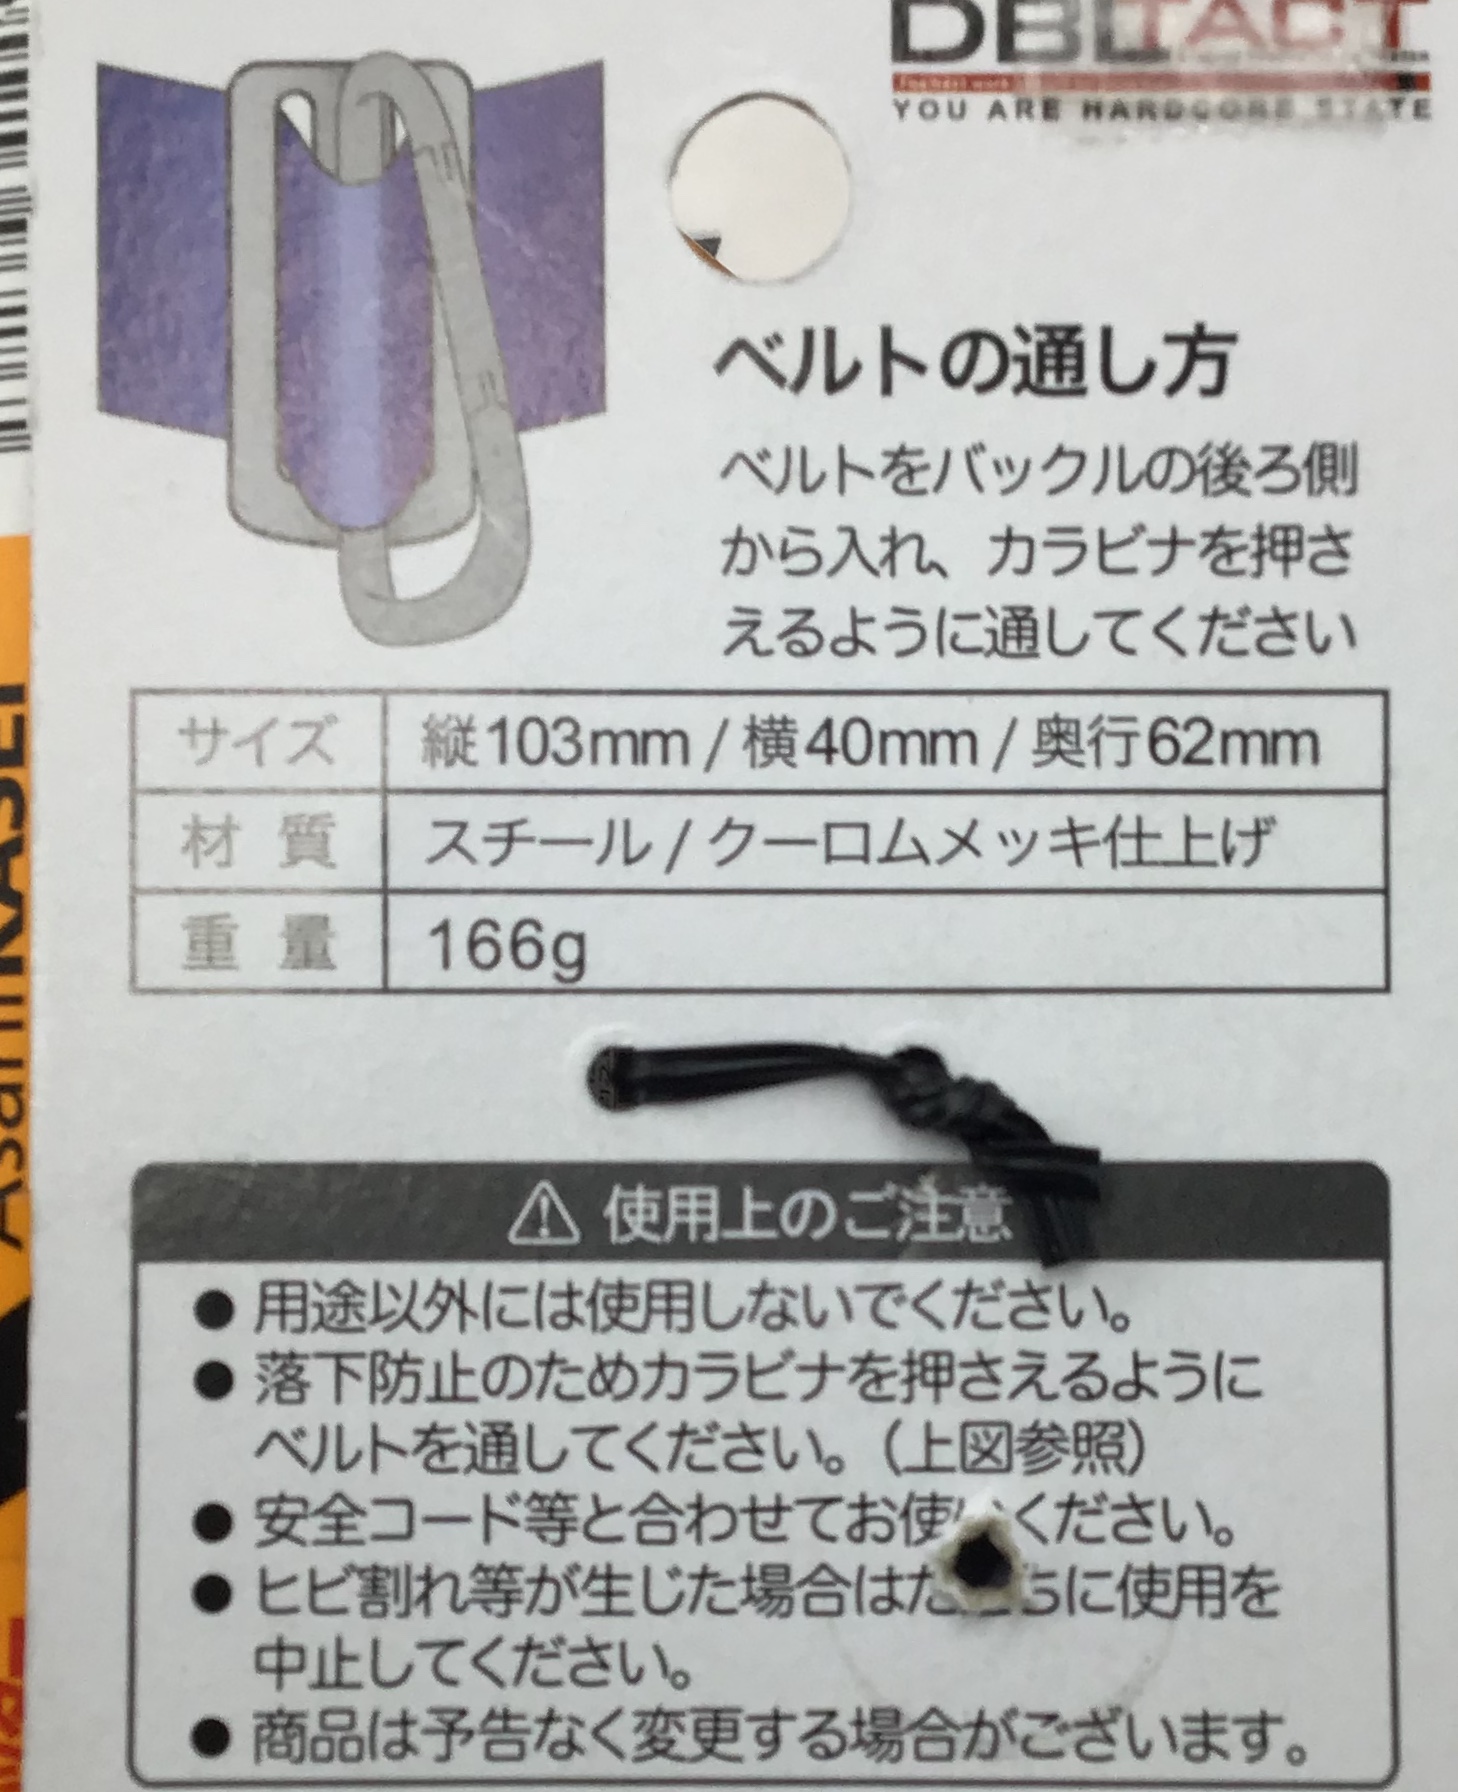 DBLTACT
YOU ARE HARDCORE STATE
ベルトの通し方
ベルトをバックルの後ろ側
から入れ、カラビナを押さ
えるように通してください
サイズ 縦103mm / 横40mm / 奥行62mm
材 質 スチール / クーロムメッキ仕上げ
重 量 166g
⚠ 使用上のご注意
● 用途以外には使用しないでください。
● 落下防止のためカラビナを押さえるように
ベルトを通してください。（上図参照）
● 安全コード等と合わせてお使いください。
● ヒビ割れ等が生じた場合はただちに使用を
中止してください。
● 商品は予告なく変更する場合がございます。
AsahiKASEI